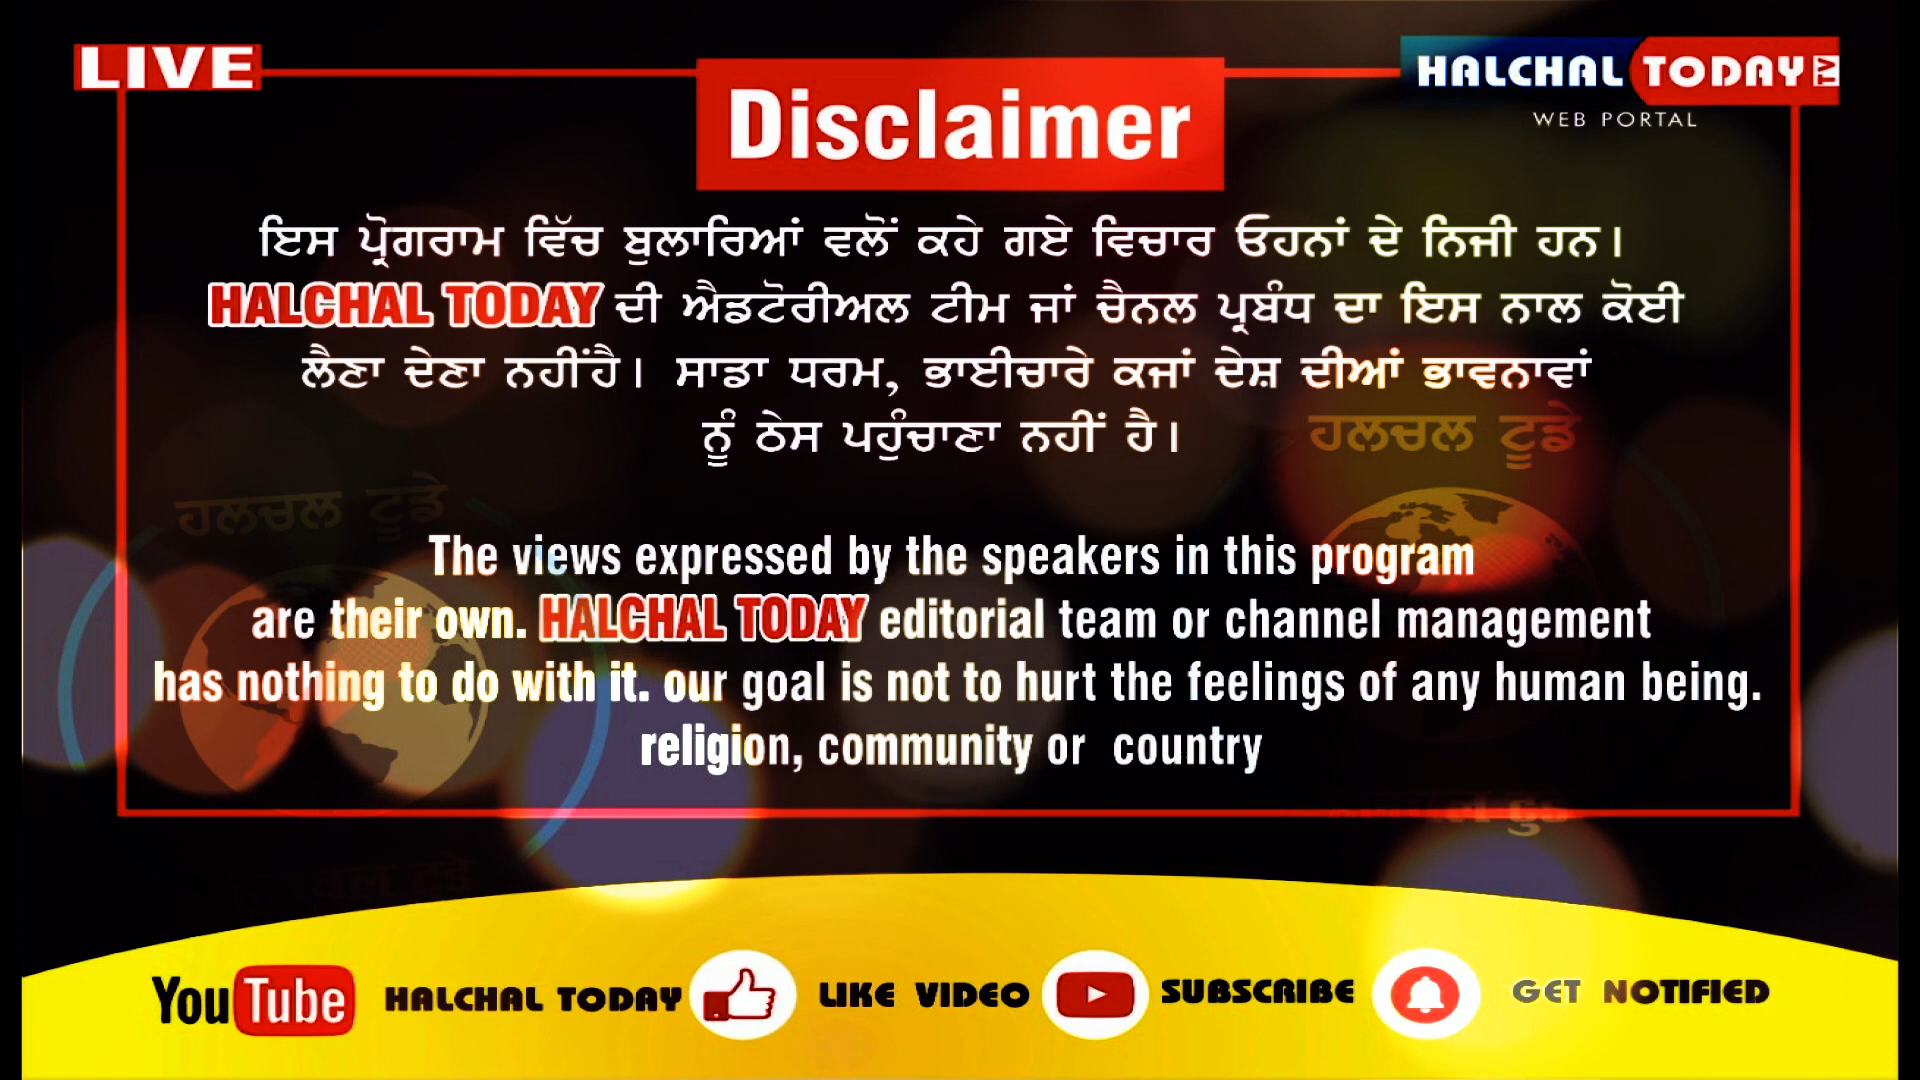 LIVE
HALCHAL TODAY TV
WEB PORTAL
Disclaimer
ਇਸ ਪ੍ਰੋਗਰਾਮ ਵਿੱਚ ਬੁਲਾਰਿਆਂ ਵਲੋਂ ਕਹੇ ਗਏ ਵਿਚਾਰ ਓਹਨਾਂ ਦੇ ਨਿਜੀ ਹਨ।
HALCHAL TODAY ਦੀ ਐਡਟੋਰੀਅਲ ਟੀਮ ਜਾਂ ਚੈਨਲ ਪ੍ਰਬੰਧ ਦਾ ਇਸ ਨਾਲ ਕੋਈ
ਲੈਣਾ ਦੇਣਾ ਨਹੀਂਹੈ। ਸਾਡਾ ਧਰਮ, ਭਾਈਚਾਰੇ ਕਜਾਂ ਦੇਸ਼ ਦੀਆਂ ਭਾਵਨਾਵਾਂ
ਨੂੰ ਠੇਸ ਪਹੁੰਚਾਣਾ ਨਹੀਂ ਹੈ।
ਹਲਚਲ ਟੂਡੇ
ਹਲਚਲ ਟੂਡੇ
The views expressed by the speakers in this program
are their own. HALCHAL TODAY editorial team or channel management
has nothing to do with it. our goal is not to hurt the feelings of any human being.
religion, community or country
YouTube HALCHAL TODAY LIKE VIDEO SUBSCRIBE GET NOTIFIED